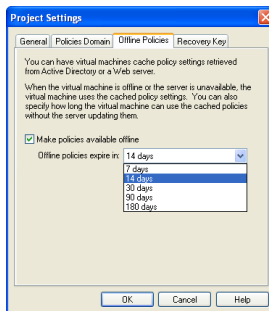 Project Settings
General Policies Domain Offline Policies Recovery Key
You can have virtual machines cache policy settings retrieved
from Active Directory or a Web server.
When the virtual machine is offline or the server is unavailable, the
virtual machine uses the cached policy settings. You can also
specify how long the virtual machine can use the cached policies
without the server updating them.
Make policies available offline
Offline policies expire in: 14 days
7 days
14 days
30 days
90 days
180 days
OK Cancel Help